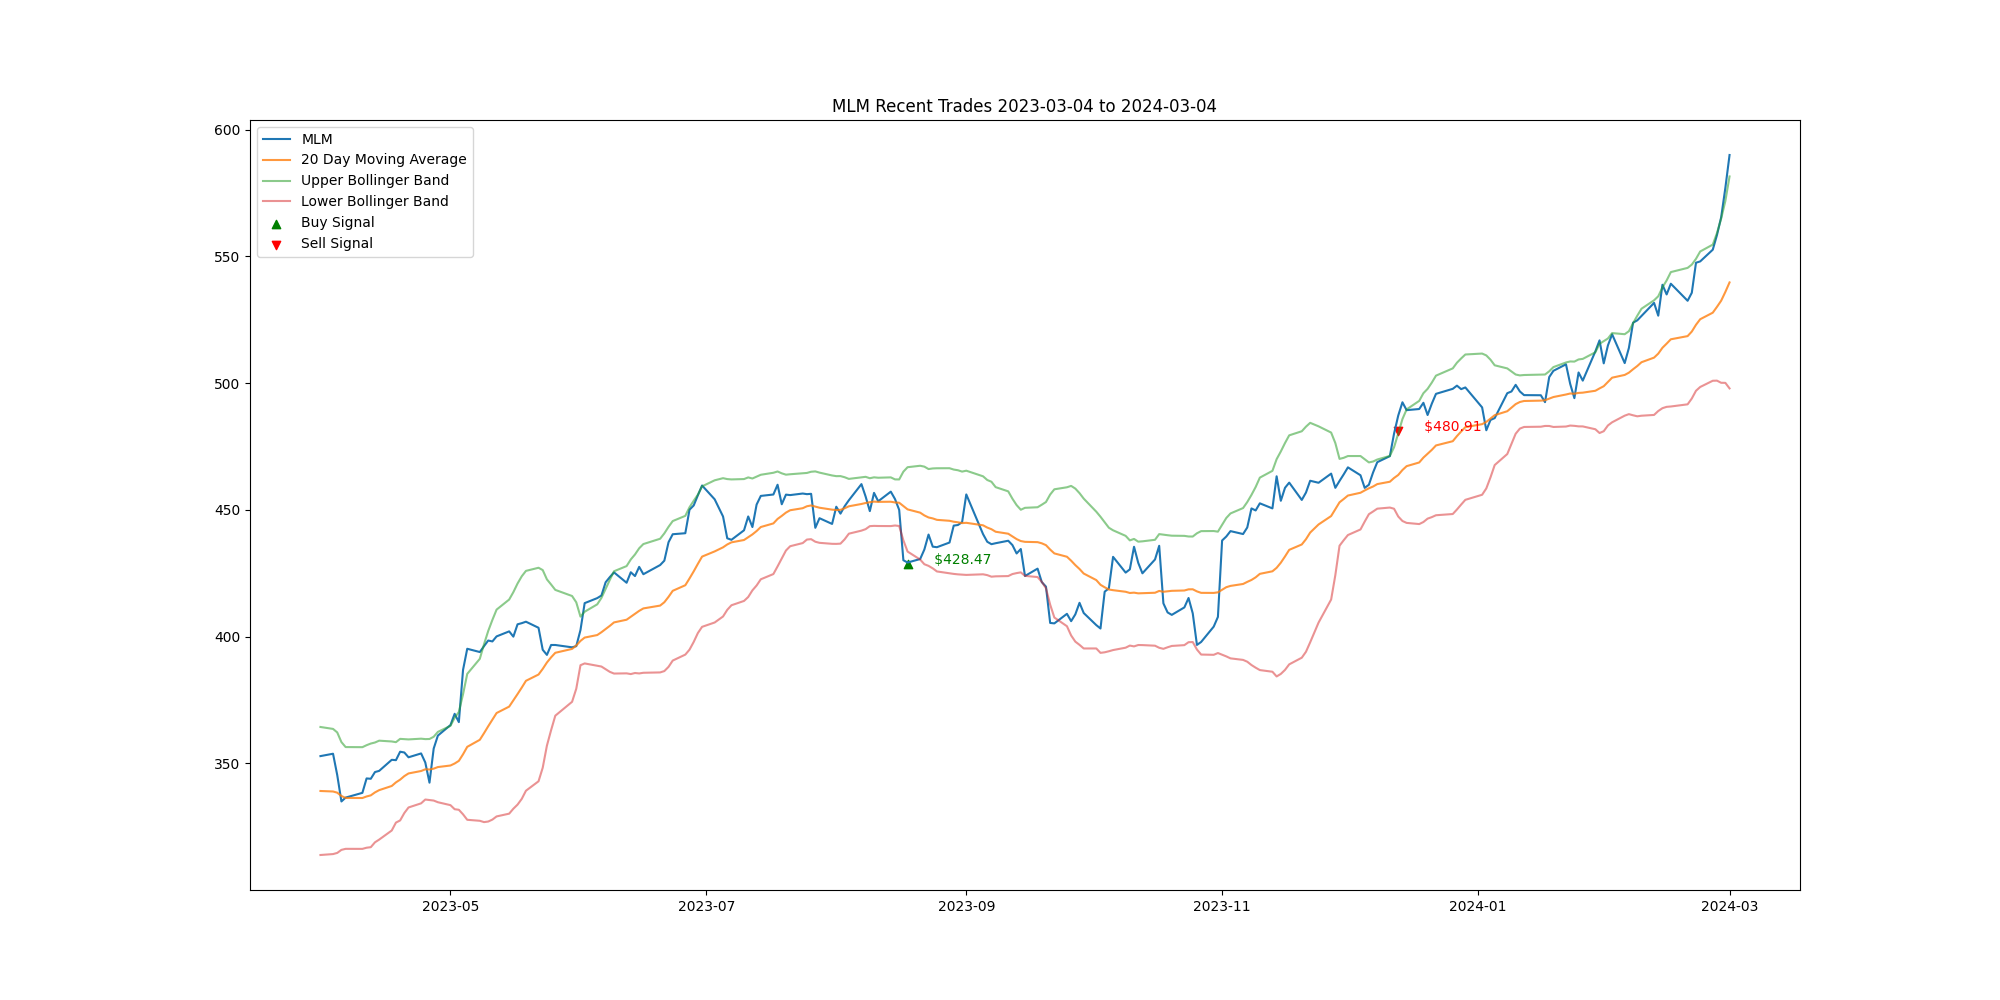 MLM Recent Trades 2023-03-04 to 2024-03-04
600
550
500
450
400
350
MLM
20 Day Moving Average
Upper Bollinger Band
Lower Bollinger Band
Buy Signal
Sell Signal
$480.91
$428.47
2023-05 2023-07 2023-09 2023-11 2024-01 2024-03